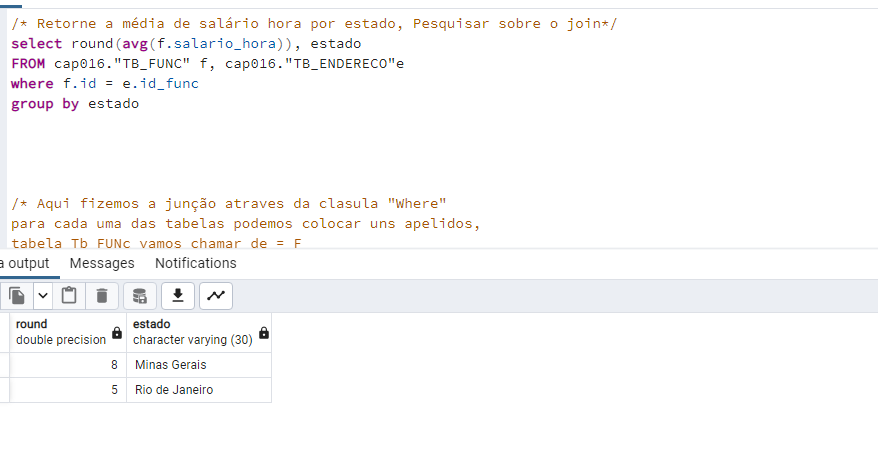 /* Retorne a média de salário hora por estado, Pesquisar sobre o join*/
select round(avg(f.salario_hora)), estado
FROM cap016."TB_FUNC" f, cap016."TB_ENDERECO"e
where f.id = e.id_func
group by estado
/* Aqui fizemos a junção atraves da clasula "Where"
para cada uma das tabelas podemos colocar uns apelidos,
tabela Tb FUNc vamos chamar de = F
a output Messages Notifications
round estado
double precision character varying (30)
8 Minas Gerais
5 Rio de Janeiro